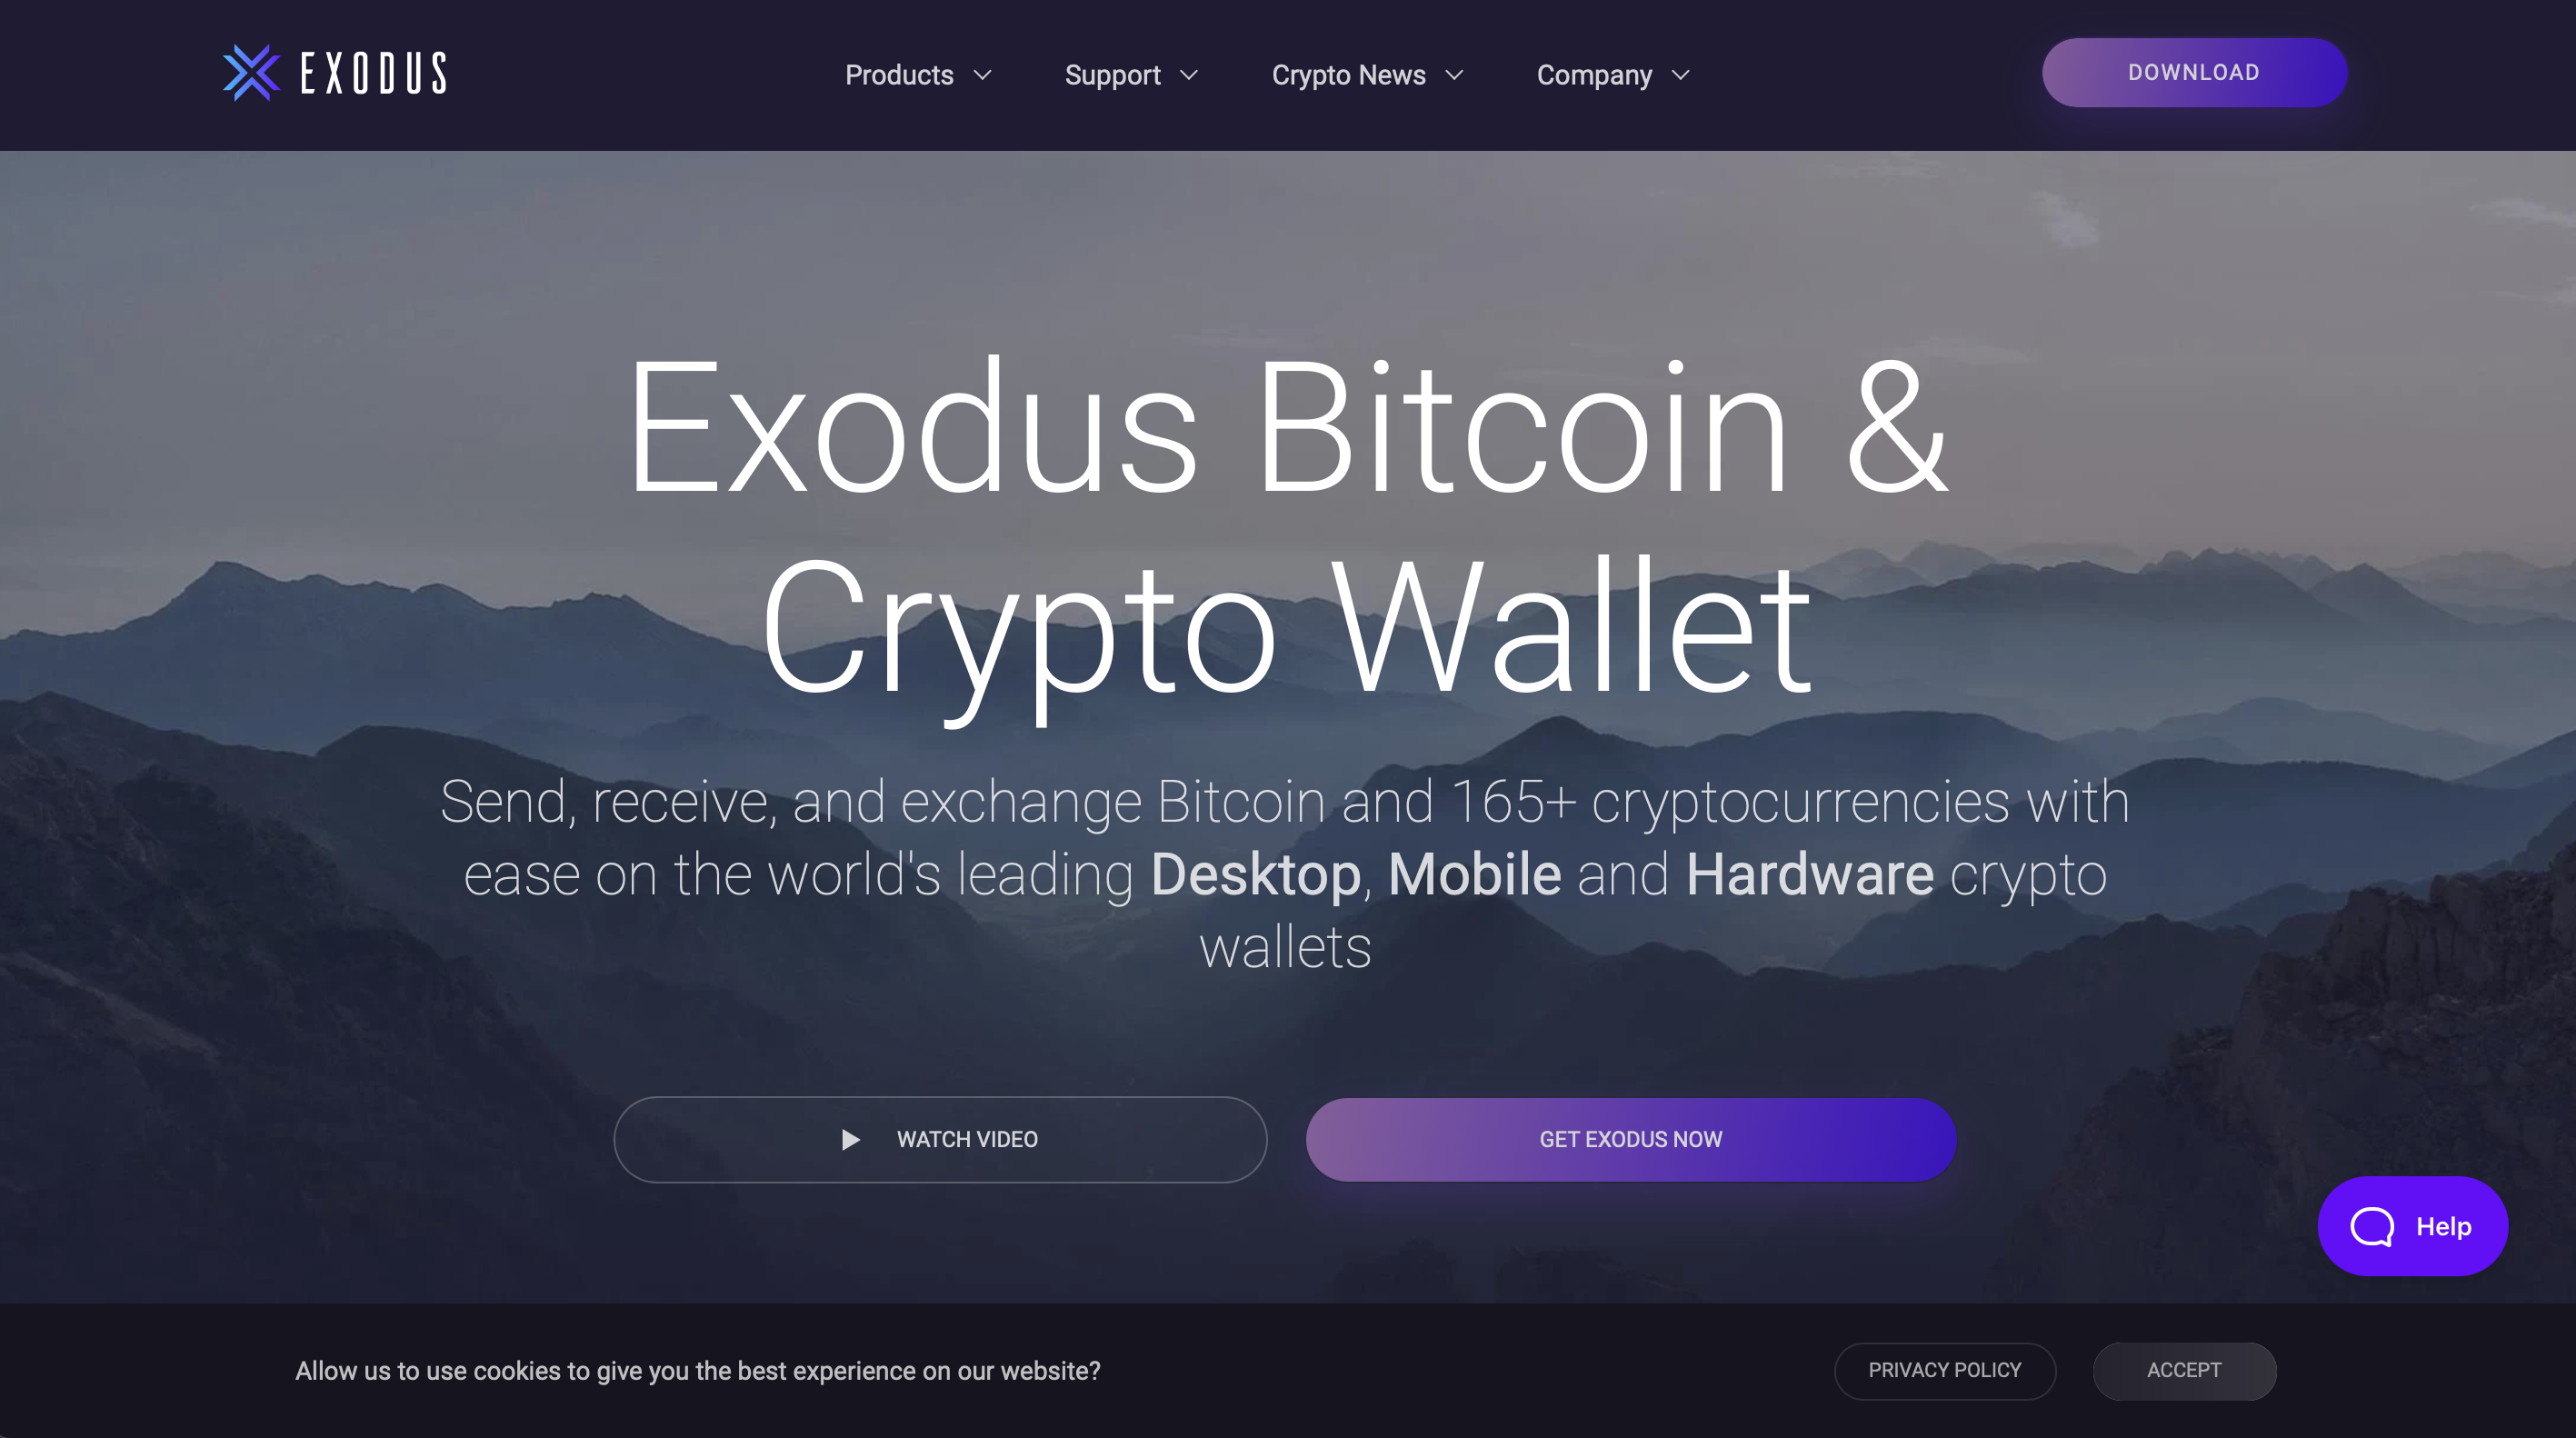 EXODUS
Products
Support
Crypto News
Company
DOWNLOAD
Exodus Bitcoin &
Crypto Wallet
Send, receive, and exchange Bitcoin and 165+ cryptocurrencies with
ease on the world's leading Desktop, Mobile and Hardware crypto
wallets
WATCH VIDEO
GET EXODUS NOW
Help
Allow us to use cookies to give you the best experience on our website?
PRIVACY POLICY
ACCEPT